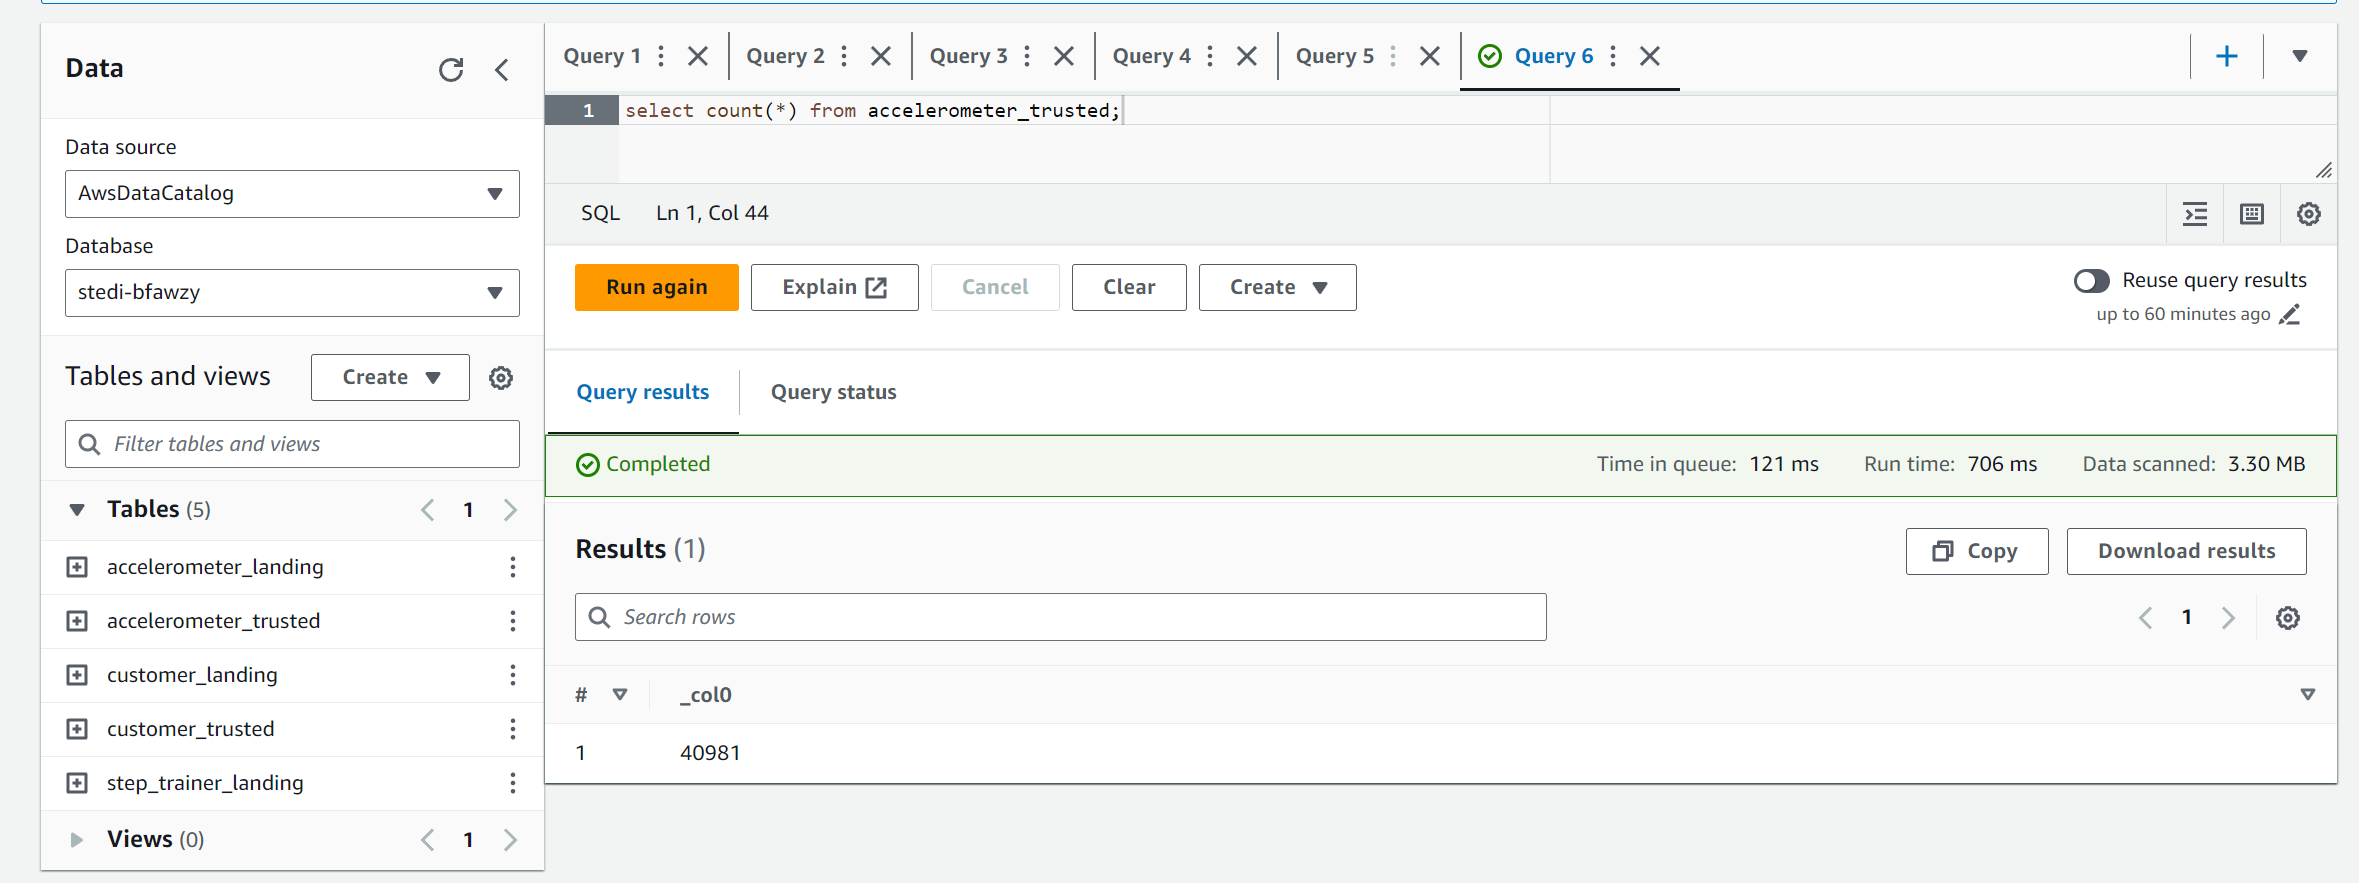 Data
Data source
AwsDataCatalog
Database
stedi-bfawzy
Tables and views
Create
Filter tables and views
Tables (5)
1
accelerometer_landing
accelerometer_trusted
customer_landing
customer_trusted
step_trainer_landing
Views (0)
1
Query 1 Query 2 Query 3 Query 4 Query 5 Query 6
1 select count(*) from accelerometer_trusted;
SQL Ln 1, Col 44
Run again Explain Cancel Clear Create
Reuse query results
up to 60 minutes ago
Query results Query status
Completed Time in queue: 121 ms Run time: 706 ms Data scanned: 3.30 MB
Results (1)
Copy Download results
Search rows
1
# _col0
1 40981